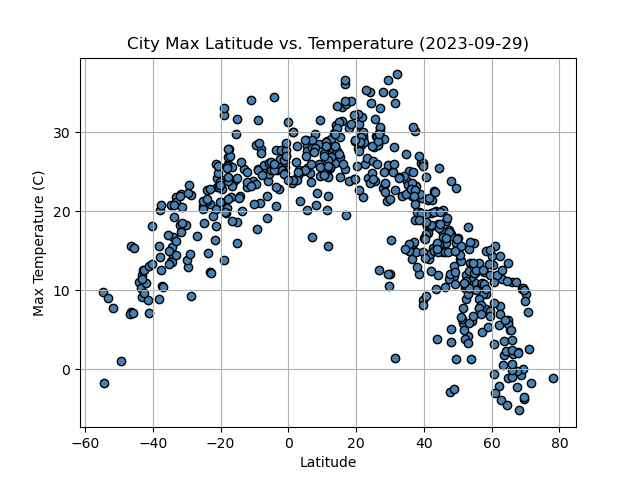 City Max Latitude vs. Temperature (2023-09-29)
Max Temperature (C)
30
20
10
0
−60 −40 −20 0 20 40 60 80
Latitude